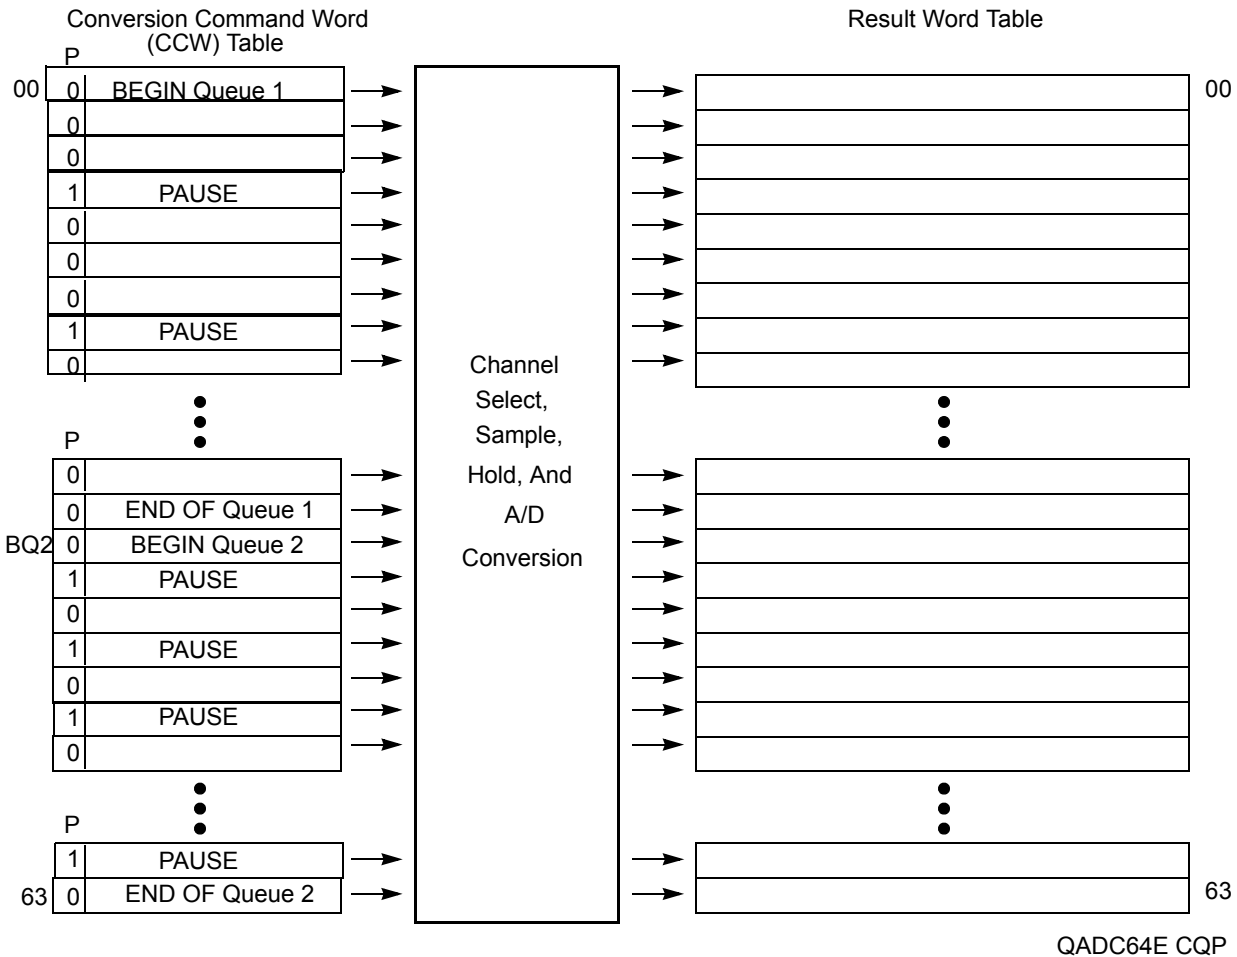 Conversion Command Word
(CCW) Table
Result Word Table
P
00 0 BEGIN Queue 1 00
0
0
1 PAUSE
0
0
0
1 PAUSE
0
Channel
Select,
Sample,
Hold, And
A/D
Conversion
P
0
0 END OF Queue 1
BQ2 0 BEGIN Queue 2
1 PAUSE
0
1 PAUSE
0
1 PAUSE
0
P
1 PAUSE
63 0 END OF Queue 2 63
QADC64E CQP